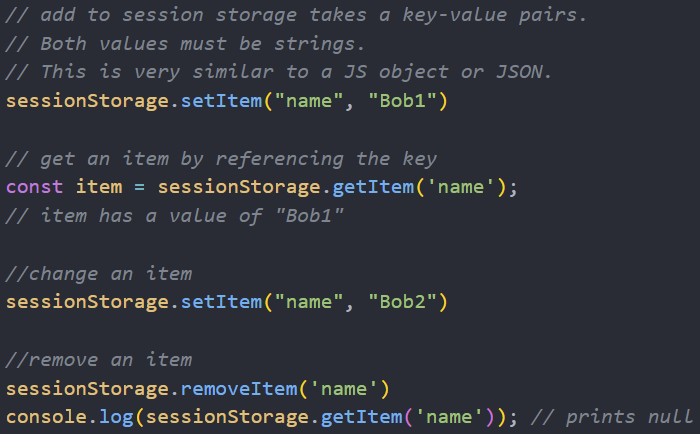 // add to session storage takes a key-value pairs.
// Both values must be strings.
// This is very similar to a JS object or JSON.
sessionStorage.setItem("name", "Bob1")
// get an item by referencing the key
const item = sessionStorage.getItem('name');
// item has a value of "Bob1"
//change an item
sessionStorage.setItem("name", "Bob2")
//remove an item
sessionStorage.removeItem('name')
console.log(sessionStorage.getItem('name')); // prints null